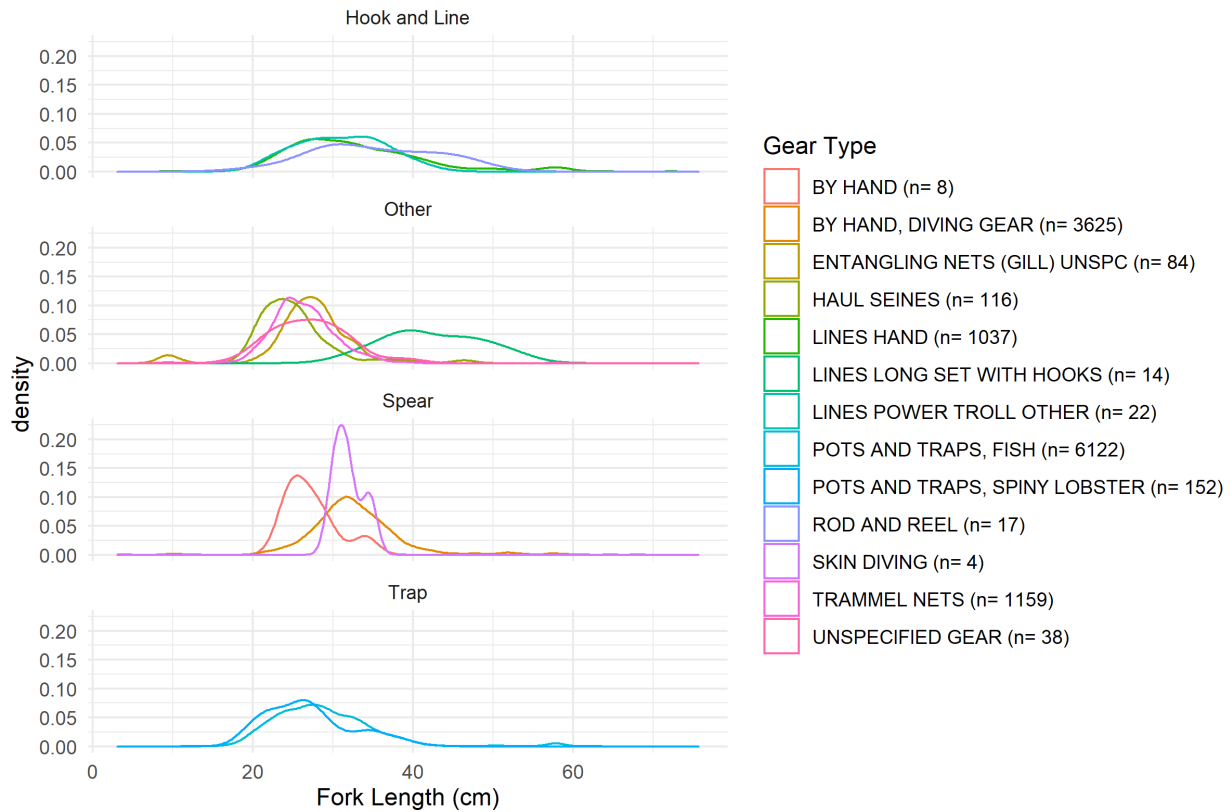 Hook and Line
0.20
0.15
0.10
0.05
0.00
Other
0.20
0.15
0.10
0.05
0.00
Spear
0.20
0.15
0.10
0.05
0.00
Trap
0.20
0.15
0.10
0.05
0.00
0 20 40 60
Fork Length (cm)
density
Gear Type
BY HAND (n= 8)
BY HAND, DIVING GEAR (n= 3625)
ENTANGLING NETS (GILL) UNSPC (n= 84)
HAUL SEINES (n= 116)
LINES HAND (n= 1037)
LINES LONG SET WITH HOOKS (n= 14)
LINES POWER TROLL OTHER (n= 22)
POTS AND TRAPS, FISH (n= 6122)
POTS AND TRAPS, SPINY LOBSTER (n= 152)
ROD AND REEL (n= 17)
SKIN DIVING (n= 4)
TRAMMEL NETS (n= 1159)
UNSPECIFIED GEAR (n= 38)